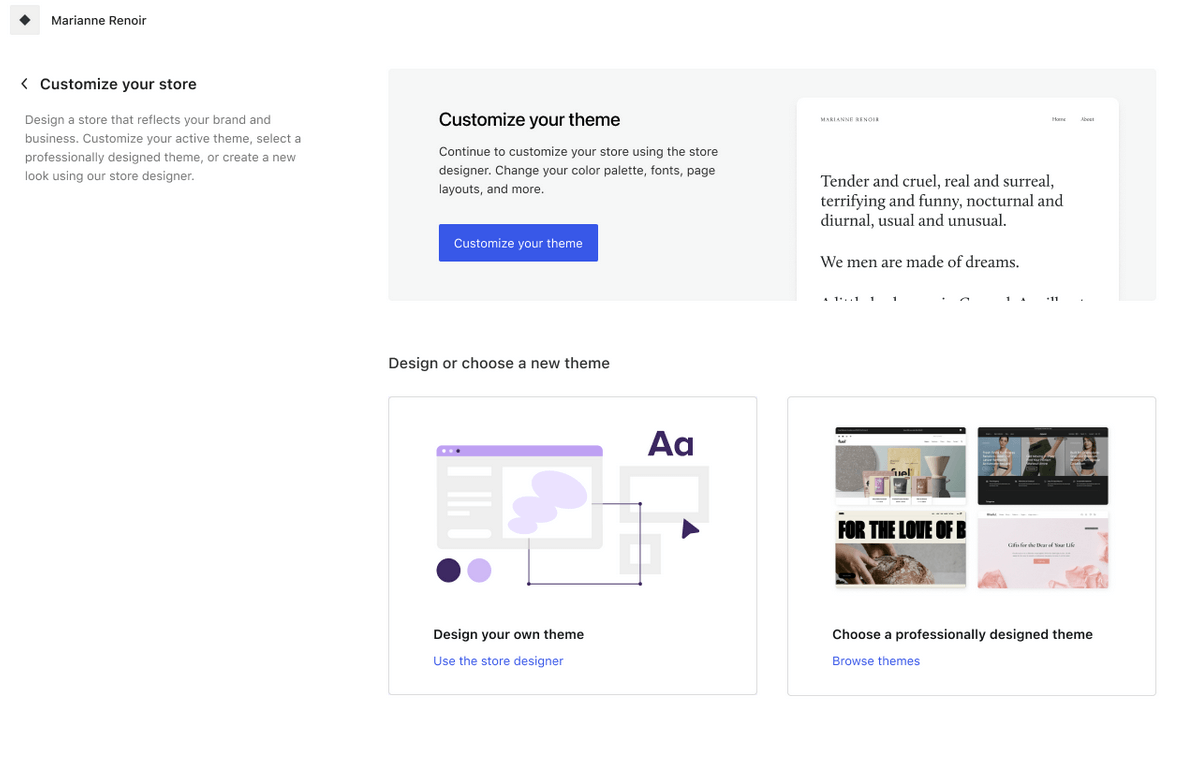 Marianne Renoir
Customize your store
Design a store that reflects your brand and
business. Customize your active theme, select a
professionally designed theme, or create a new
look using our store designer.
Customize your theme
Continue to customize your store using the store
designer. Change your color palette, fonts, page
layouts, and more.
Customize your theme
MARIANNE RENOIR
Home About
Tender and cruel, real and surreal,
terrifying and funny, nocturnal and
diurnal, usual and unusual.
We men are made of dreams.
Design or choose a new theme
Aa
fuel
fuel
FOR THE LOVE OF B
Gifts for the Dear of Your Life
Design your own theme
Use the store designer
Choose a professionally designed theme
Browse themes